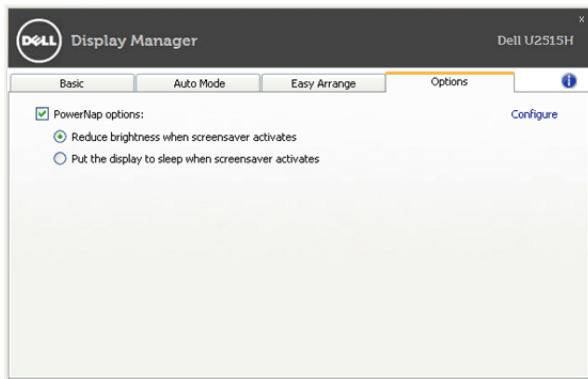 x
DELL Display Manager Dell U2515H
Basic Auto Mode Easy Arrange Options i
PowerNap options: Configure
Reduce brightness when screensaver activates
Put the display to sleep when screensaver activates